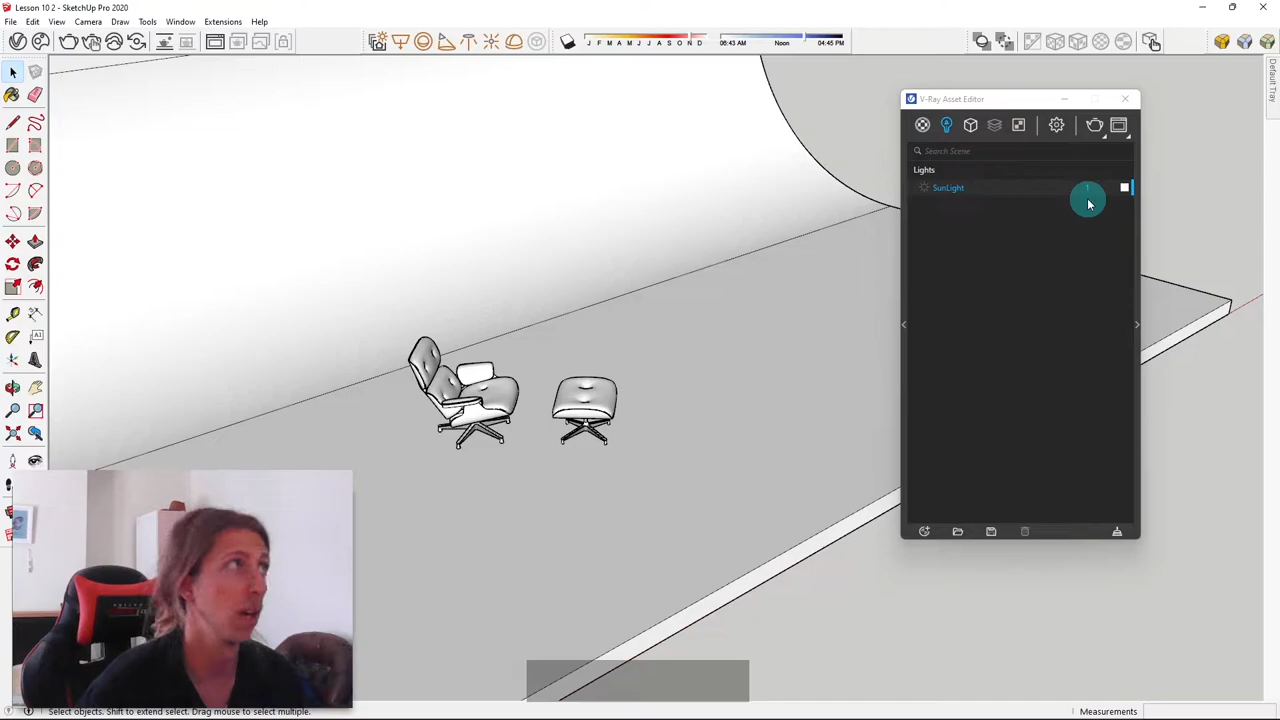 Lesson 10 2 - SketchUp Pro 2020
File Edit View Camera Draw Tools Window Extensions Help
J F M A M J J A S O N D
06:43 AM Noon 04:45 PM
V-Ray Asset Editor
Search Scene
Lights
SunLight 1
Default Tray
Select objects. Shift to extend select. Drag mouse to select multiple.
Measurements